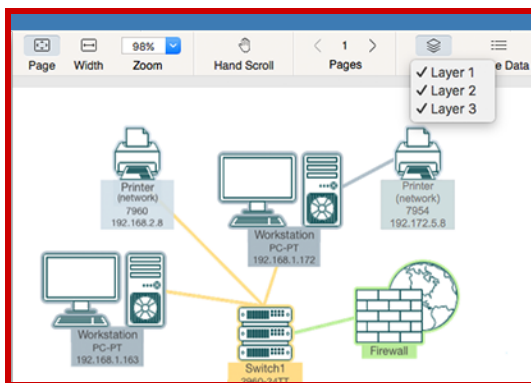 98%
1
Page
Width
Zoom
Hand Scroll
Pages
e Data
✓ Layer 1
✓ Layer 2
✓ Layer 3
Printer
(network)
7960
192.168.2.8
Workstation
PC-PT
192.168.1.172
Printer
(network)
7954
192.172.5.8
Workstation
PC-PT
192.168.1.163
Switch1
2960-24TT
Firewall